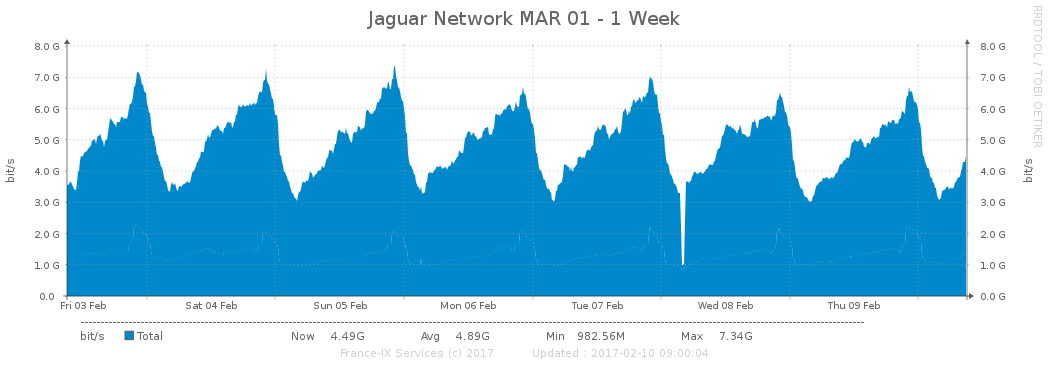 Jaguar Network MAR 01 - 1 Week
RRDTOOL / TOBI OETIKER
bit/s
8.0 G 8.0 G
7.0 G 7.0 G
6.0 G 6.0 G
5.0 G 5.0 G
4.0 G 4.0 G
3.0 G 3.0 G
2.0 G 2.0 G
1.0 G 1.0 G
0.0 0.0 G
bit/s
Fri 03 Feb Sat 04 Feb Sun 05 Feb Mon 06 Feb Tue 07 Feb Wed 08 Feb Thu 09 Feb
bit/s Total Now 4.49G Avg 4.89G Min 982.56M Max 7.34G
France-IX Services (c) 2017 Updated : 2017-02-10 09:00:04